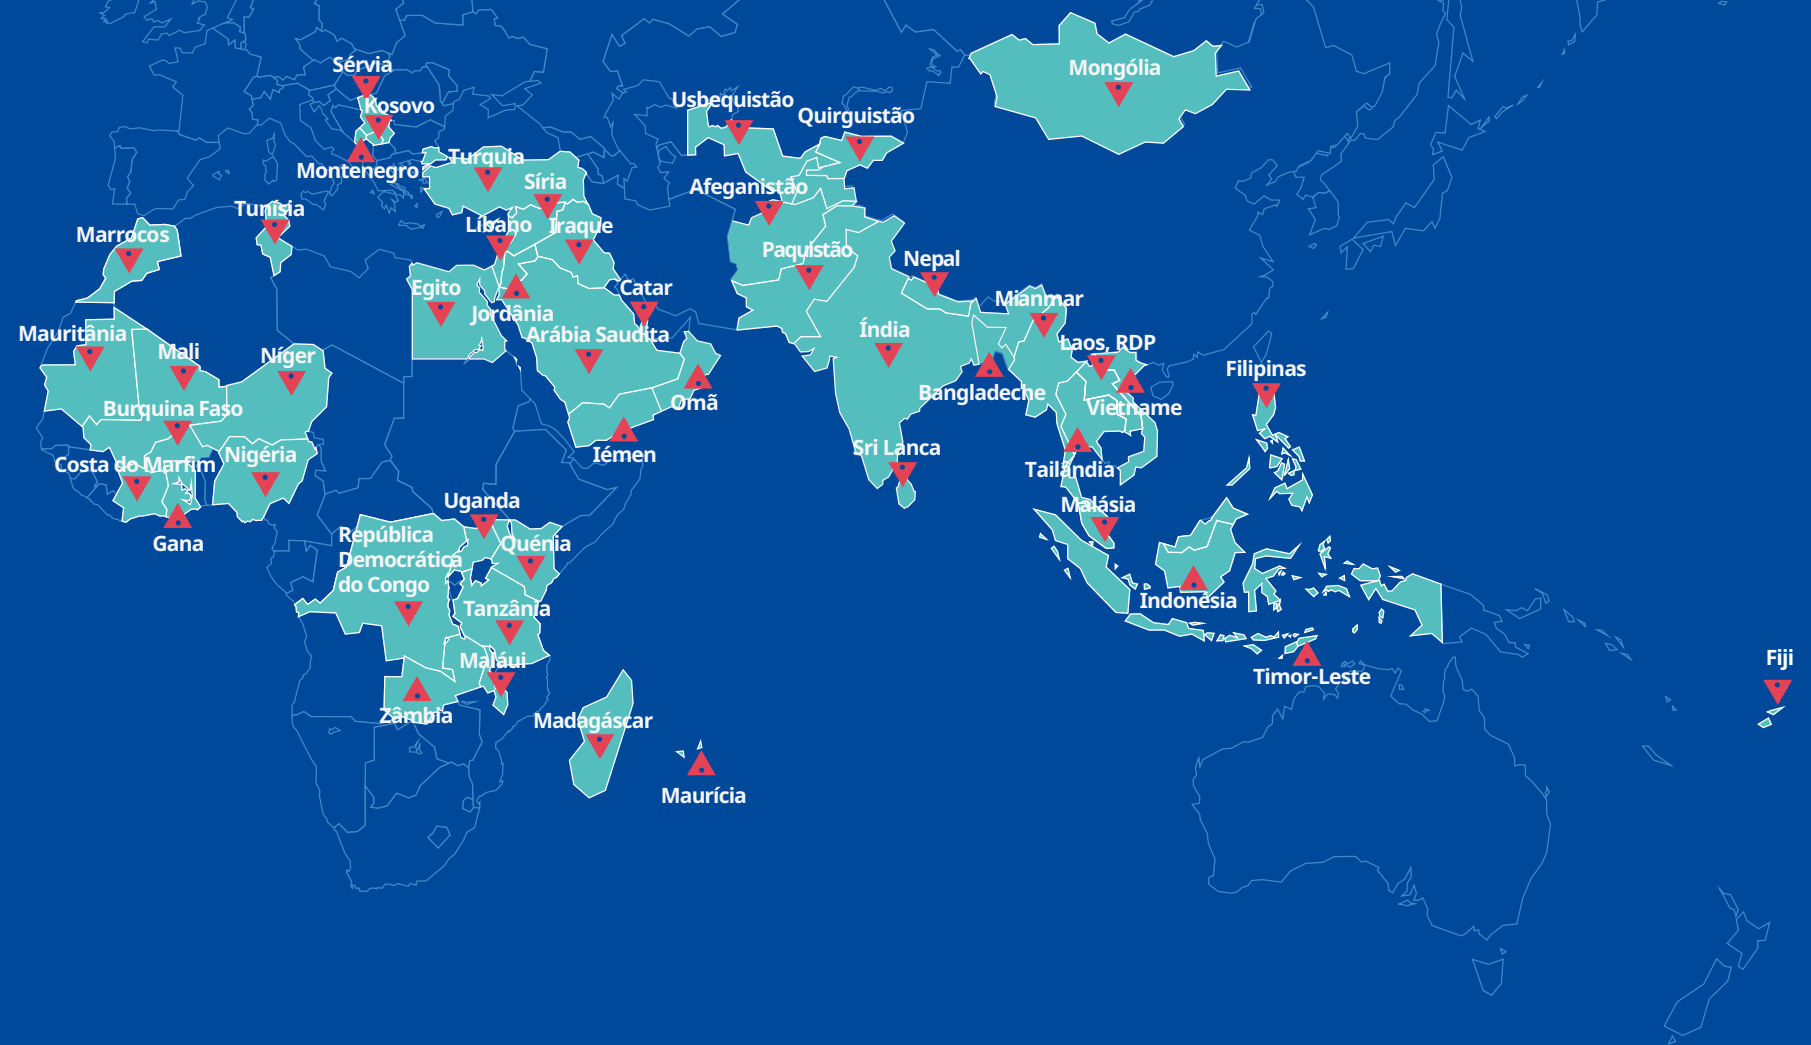 Sérvia
Mongólia
Kosovo
Usbequistão
Quirguistão
Montenegro
Turquia
Síria
Afeganistão
Tunísia
Líbano
Iraque
Marrocos
Paquistão
Nepal
Egito
Catar
Mianmar
Jordânia
Mauritânia
Arábia Saudita
Índia
Laos, RDP
Mali
Níger
Filipinas
Bangladeche
Omã
Vietname
Burquina Faso
Iémen
Sri Lanca
Nigéria
Costa do Marfim
Tailândia
Uganda
Malásia
República
Democrática
do Congo
Gana
Quénia
Tanzânia
Indonésia
Maláui
Fiji
Timor-Leste
Zâmbia
Madagáscar
Maurícia